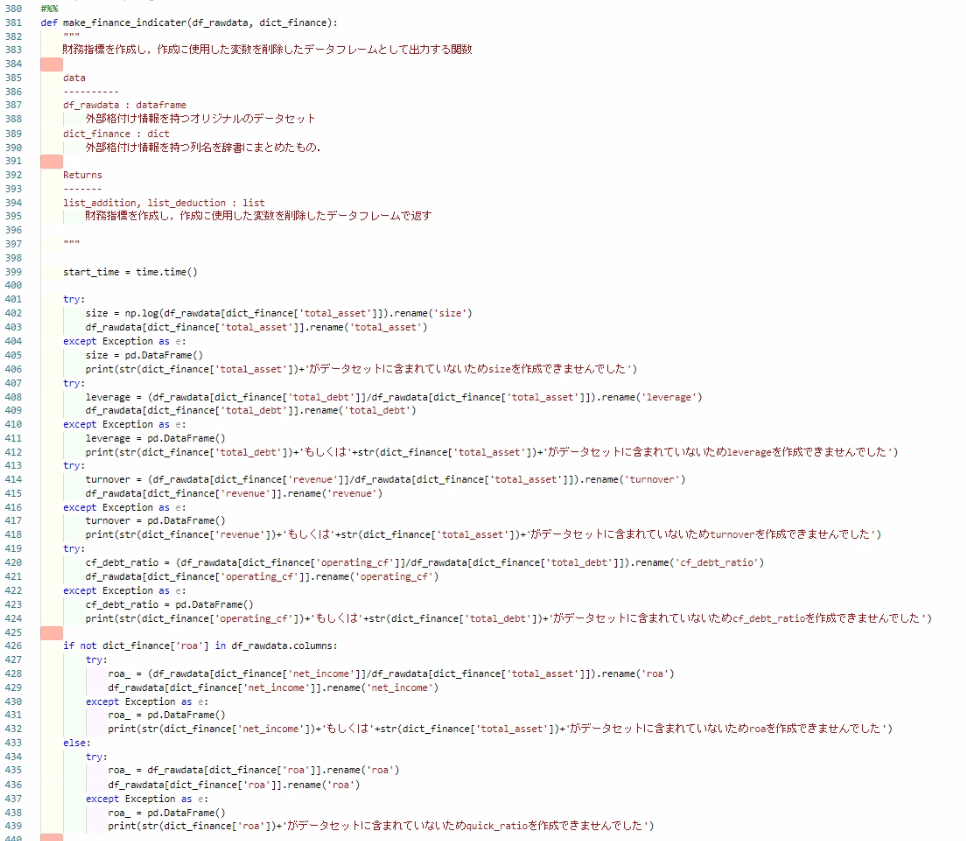 380 #%%
381 def make_finance_indicater(df_rawdata, dict_finance):
382     """
383     財務指標を作成し，作成に使用した変数を削除したデータフレームとして出力する関数
384
385     data
386     ----------
387     df_rawdata : dataframe
388         外部格付け情報を持つオリジナルのデータセット
389     dict_finance : dict
390         外部格付け情報を持つ列名を辞書にまとめたもの.
391
392     Returns
393     -------
394     list_addition, list_deduction : list
395         財務指標を作成し，作成に使用した変数を削除したデータフレームで返す
396
397     """
398
399     start_time = time.time()
400
401     try:
402         size = np.log(df_rawdata[dict_finance['total_asset']]).rename('size')
403         df_rawdata[dict_finance['total_asset']].rename('total_asset')
404     except Exception as e:
405         size = pd.DataFrame()
406         print(str(dict_finance['total_asset'])+'がデータセットに含まれていないためsizeを作成できませんでした')
407     try:
408         leverage = (df_rawdata[dict_finance['total_debt']]/df_rawdata[dict_finance['total_asset']]).rename('leverage')
409         df_rawdata[dict_finance['total_debt']].rename('total_debt')
410     except Exception as e:
411         leverage = pd.DataFrame()
412         print(str(dict_finance['total_debt'])+'もしくは'+str(dict_finance['total_asset'])+'がデータセットに含まれていないためleverageを作成できませんでした')
413     try:
414         turnover = (df_rawdata[dict_finance['revenue']]/df_rawdata[dict_finance['total_asset']]).rename('turnover')
415         df_rawdata[dict_finance['revenue']].rename('revenue')
416     except Exception as e:
417         turnover = pd.DataFrame()
418         print(str(dict_finance['revenue'])+'もしくは'+str(dict_finance['total_asset'])+'がデータセットに含まれていないためturnoverを作成できませんでした')
419     try:
420         cf_debt_ratio = (df_rawdata[dict_finance['operating_cf']]/df_rawdata[dict_finance['total_debt']]).rename('cf_debt_ratio')
421         df_rawdata[dict_finance['operating_cf']].rename('operating_cf')
422     except Exception as e:
423         cf_debt_ratio = pd.DataFrame()
424         print(str(dict_finance['operating_cf'])+'もしくは'+str(dict_finance['total_debt'])+'がデータセットに含まれていないためcf_debt_ratioを作成できませんでした')
425
426     if not dict_finance['roa'] in df_rawdata.columns:
427         try:
428             roa_ = (df_rawdata[dict_finance['net_income']]/df_rawdata[dict_finance['total_asset']]).rename('roa')
429             df_rawdata[dict_finance['net_income']].rename('net_income')
430         except Exception as e:
431             roa_ = pd.DataFrame()
432             print(str(dict_finance['net_income'])+'もしくは'+str(dict_finance['total_asset'])+'がデータセットに含まれていないためroaを作成できませんでした')
433     else:
434         try:
435             roa_ = df_rawdata[dict_finance['roa']].rename('roa')
436             df_rawdata[dict_finance['roa']].rename('roa')
437         except Exception as e:
438             roa_ = pd.DataFrame()
439             print(str(dict_finance['roa'])+'がデータセットに含まれていないためquick_ratioを作成できませんでした')
440